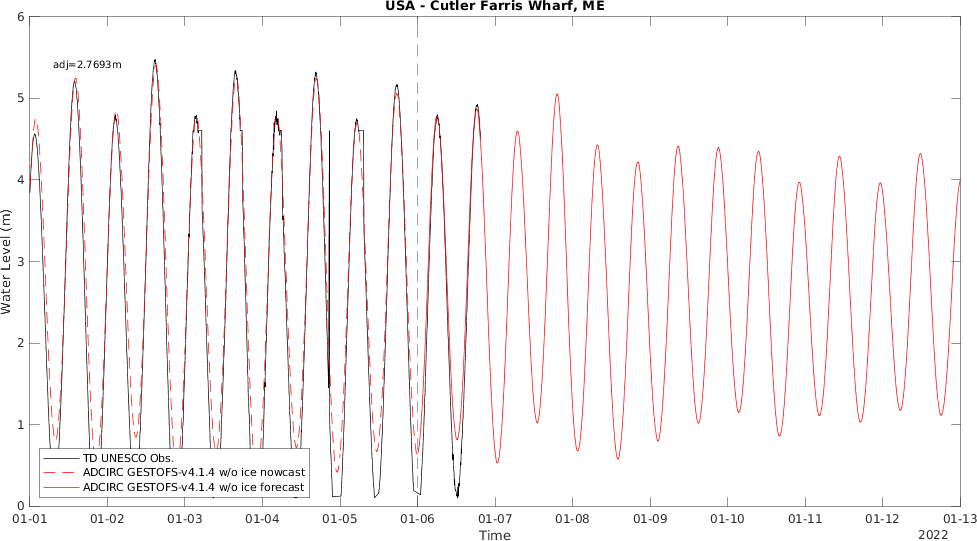 USA - Cutler Farris Wharf, ME
6
adj=2.7693m
5
4
3
2
1
0
Water Level (m)
TD UNESCO Obs.
ADCIRC GESTOFS-v4.1.4 w/o ice nowcast
ADCIRC GESTOFS-v4.1.4 w/o ice forecast
01-01 01-02 01-03 01-04 01-05 01-06 01-07 01-08 01-09 01-10 01-11 01-12 01-13
Time
2022